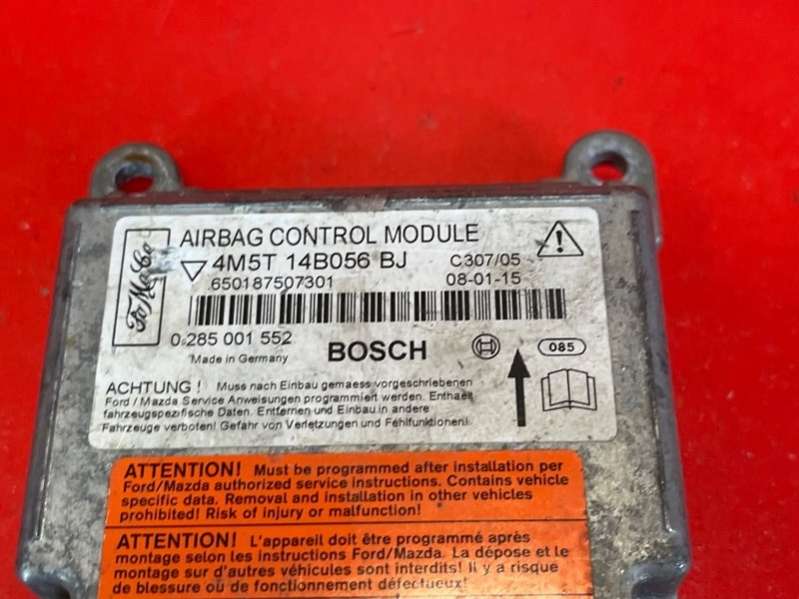 FoMoCo
AIRBAG CONTROL MODULE
4M5T 14B056 BJ C307/05
650187507301 08-01-15
0 285 001 552
Made in Germany BOSCH 085
ACHTUNG ! Muss nach Einbau gemaess vorgeschriebenen
Ford / Mazda Service Anweisungen programmiert werden. Enthaelt
fahrzeugspezifische Daten. Entfernen und Einbau in andere
Fahrzeuge verboten! Gefahr von Verletzungen und Fehlfunktionen!
ATTENTION! Must be programmed after installation per
Ford/Mazda authorized service instructions. Contains vehicle
specific data. Removal and installation in other vehicles
prohibited! Risk of injury or malfunction!
ATTENTION! L'appareil doit être programmé après
montage selon les instructions Ford/Mazda. La dépose et le
montage sur d'autres véhicules sont interdits! Il y a risque
de blessure ou de fonctionnement défectueux!